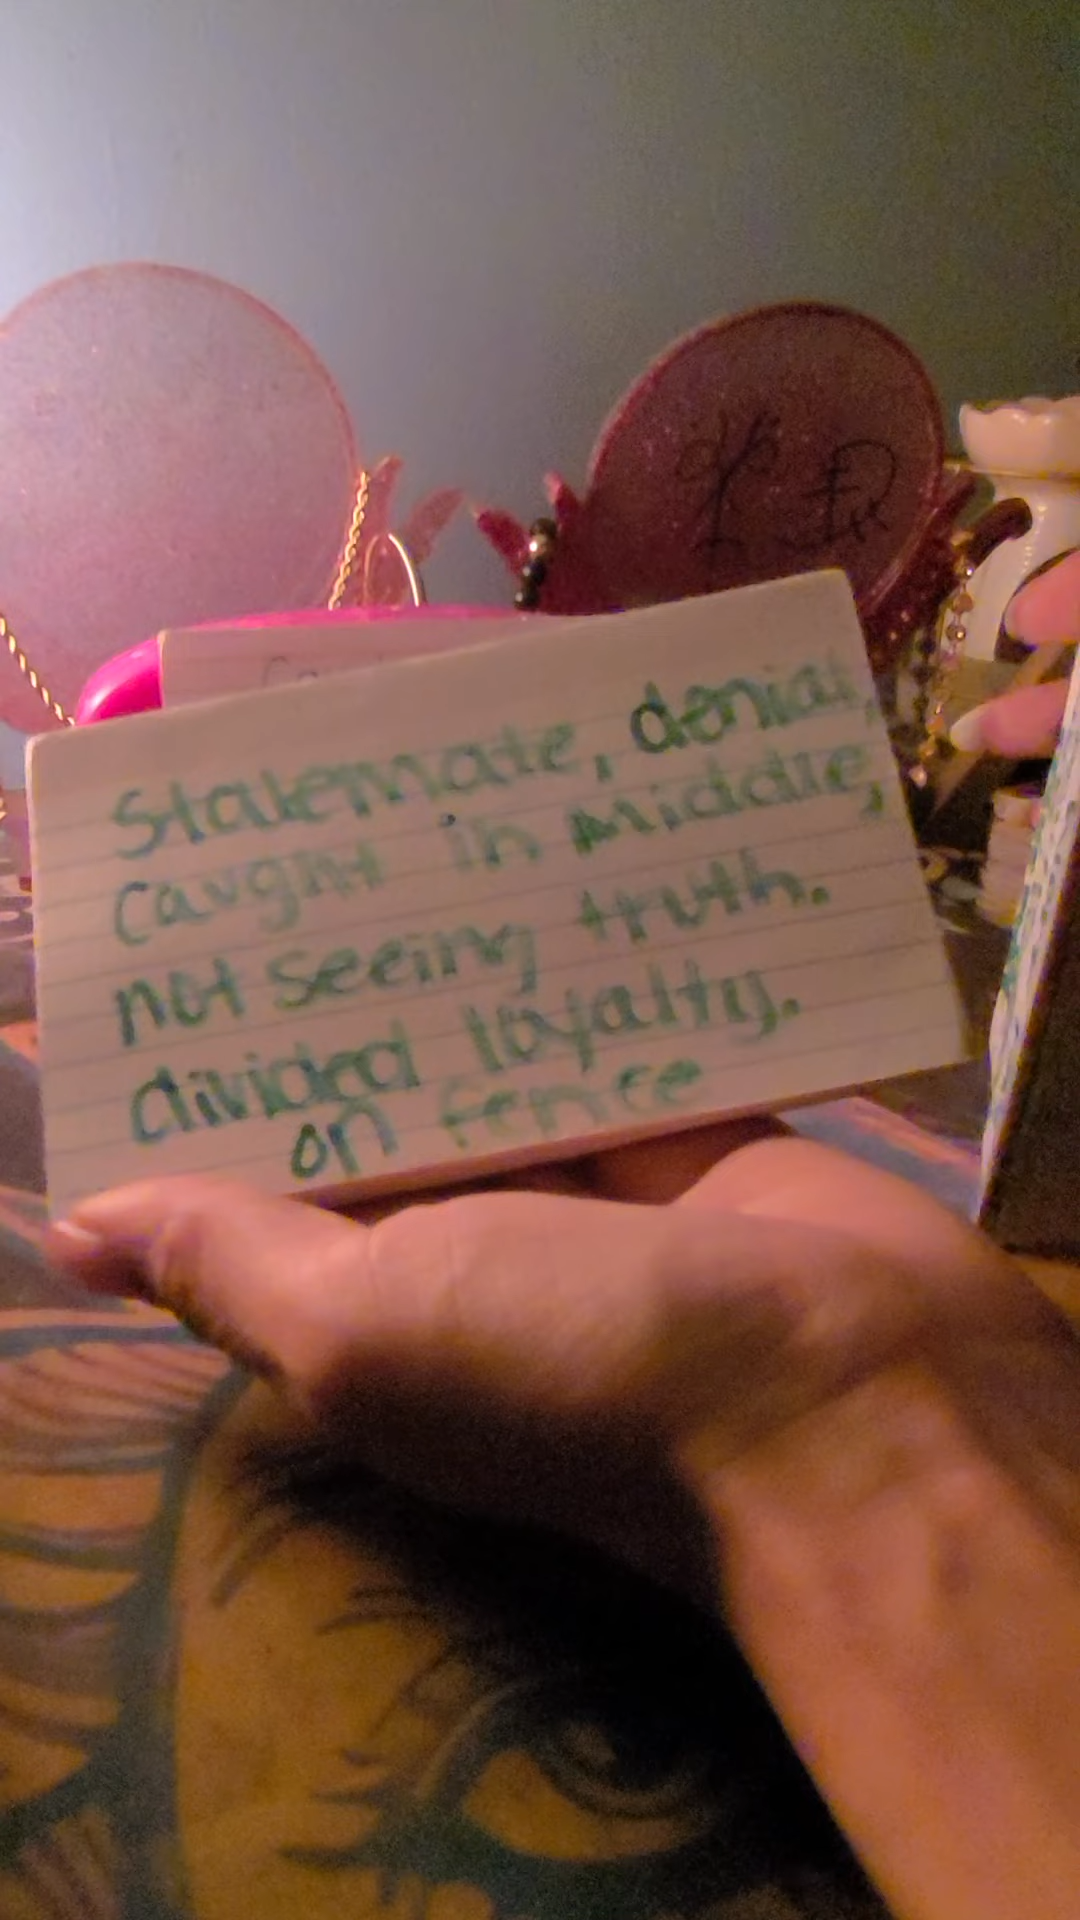 Stalemate, denial,
caught in middle,
not seeing truth.
divided loyalty.
on fence